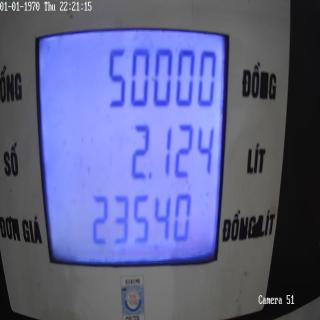 01-01-1970 Thu 22:21:15
ỔNG 50000 ĐỒNG
SỐ 2.124 LÍT
ĐƠN GIÁ 23540 ĐỒNG/LÍT
Camera 51